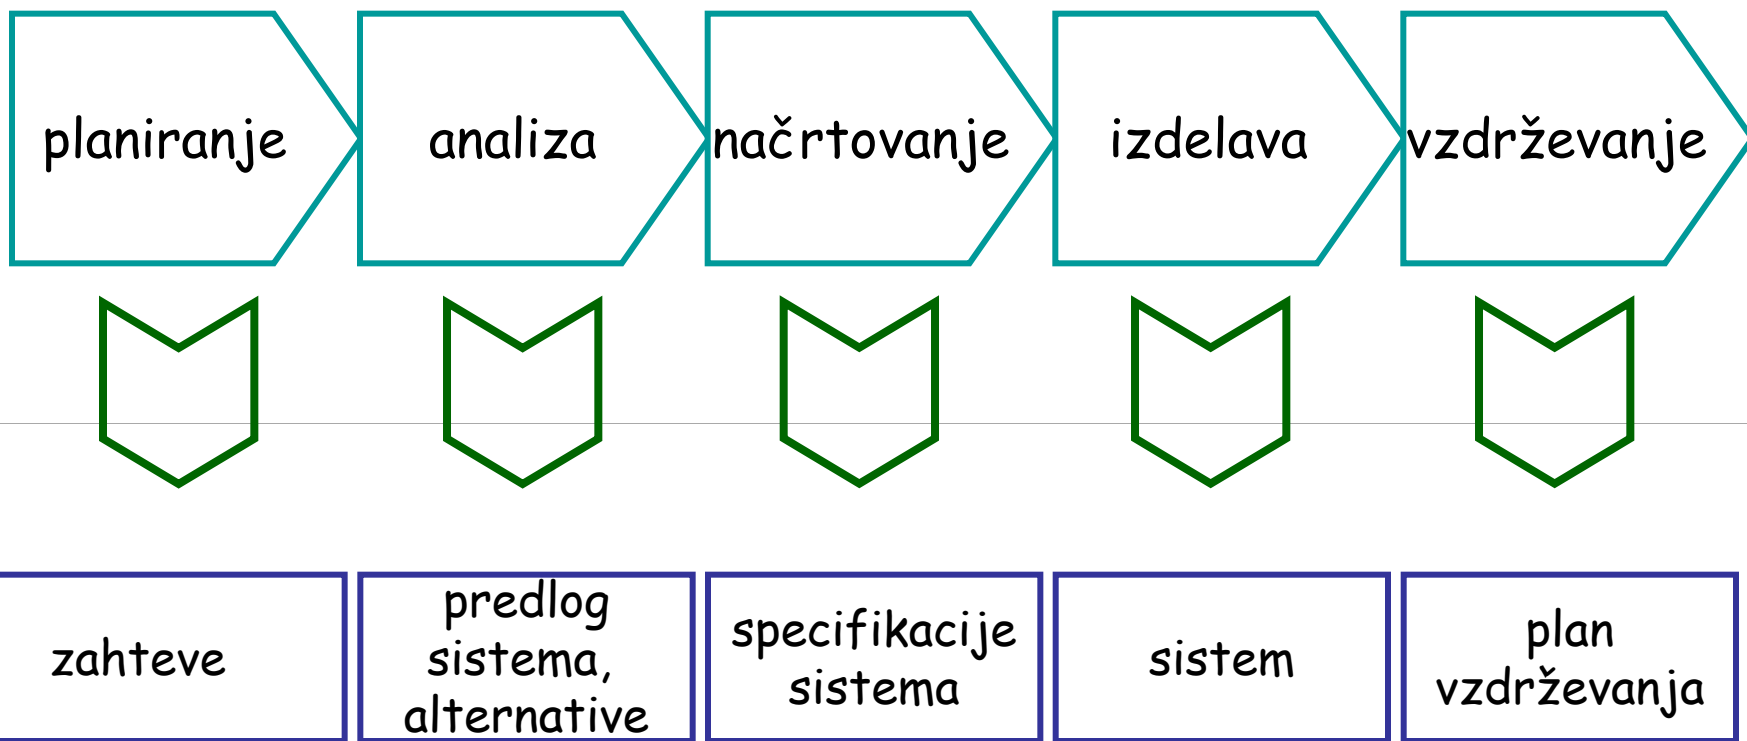 planiranje
analiza
načrtovanje
izdelava
vzdrževanje
zahteve
predlog
sistema,
alternative
specifikacije
sistema
sistem
plan
vzdrževanja